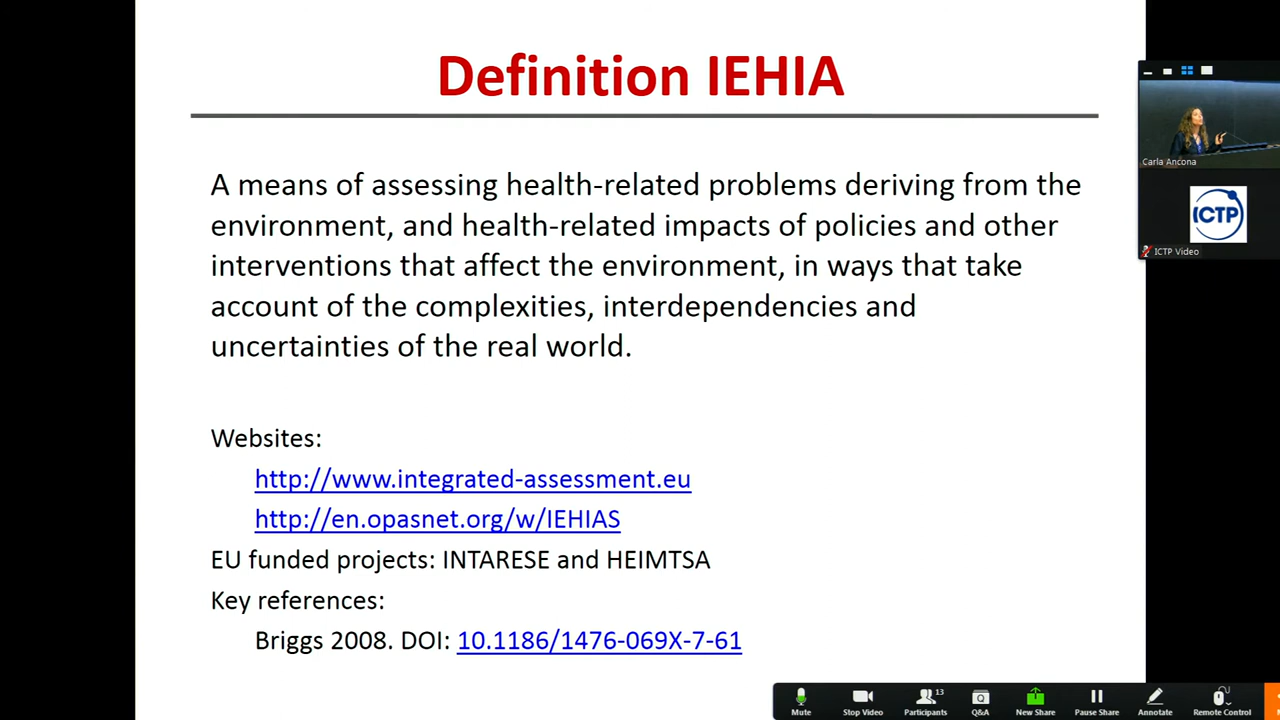 Definition IEHIA
A means of assessing health-related problems deriving from the
environment, and health-related impacts of policies and other
interventions that affect the environment, in ways that take
account of the complexities, interdependencies and
uncertainties of the real world.
Websites:
http://www.integrated-assessment.eu
http://en.opasnet.org/w/IEHIAS
EU funded projects: INTARESE and HEIMTSA
Key references:
Briggs 2008. DOI: 10.1186/1476-069X-7-61
Carla Ancona
ICTP
ICTP Video
13
Mute
Stop Video
Participants
Q&A
New Share
Pause Share
Annotate
Remote Control